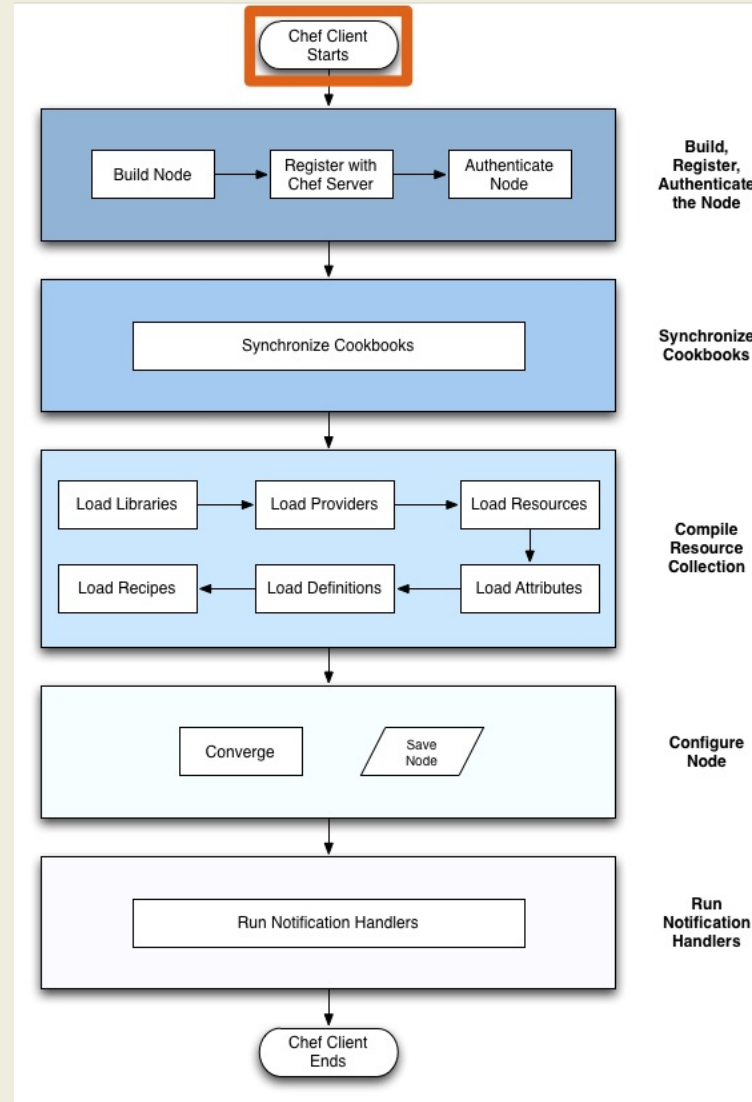 Chef Client
Starts
Build Node
Register with
Chef Server
Authenticate
Node
Build,
Register,
Authenticate
the Node
Synchronize Cookbooks
Synchronize
Cookbooks
Load Libraries
Load Providers
Load Resources
Load Recipes
Load Definitions
Load Attributes
Compile
Resource
Collection
Converge
Save
Node
Configure
Node
Run Notification Handlers
Run
Notification
Handlers
Chef Client
Ends